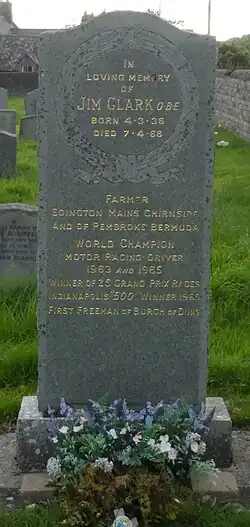 IN
LOVING MEMORY
OF
JIM CLARK O·B·E
BORN 4-3-36
DIED 7-4-68
FARMER
EDINGTON MAINS CHIRNSIDE
AND OF PEMBROKE BERMUDA
WORLD CHAMPION
MOTOR RACING DRIVER
1963 AND 1965
WINNER OF 25 GRAND PRIX RACES
INDIANAPOLIS "500" WINNER 1965
FIRST FREEMAN OF BURGH OF DUNS